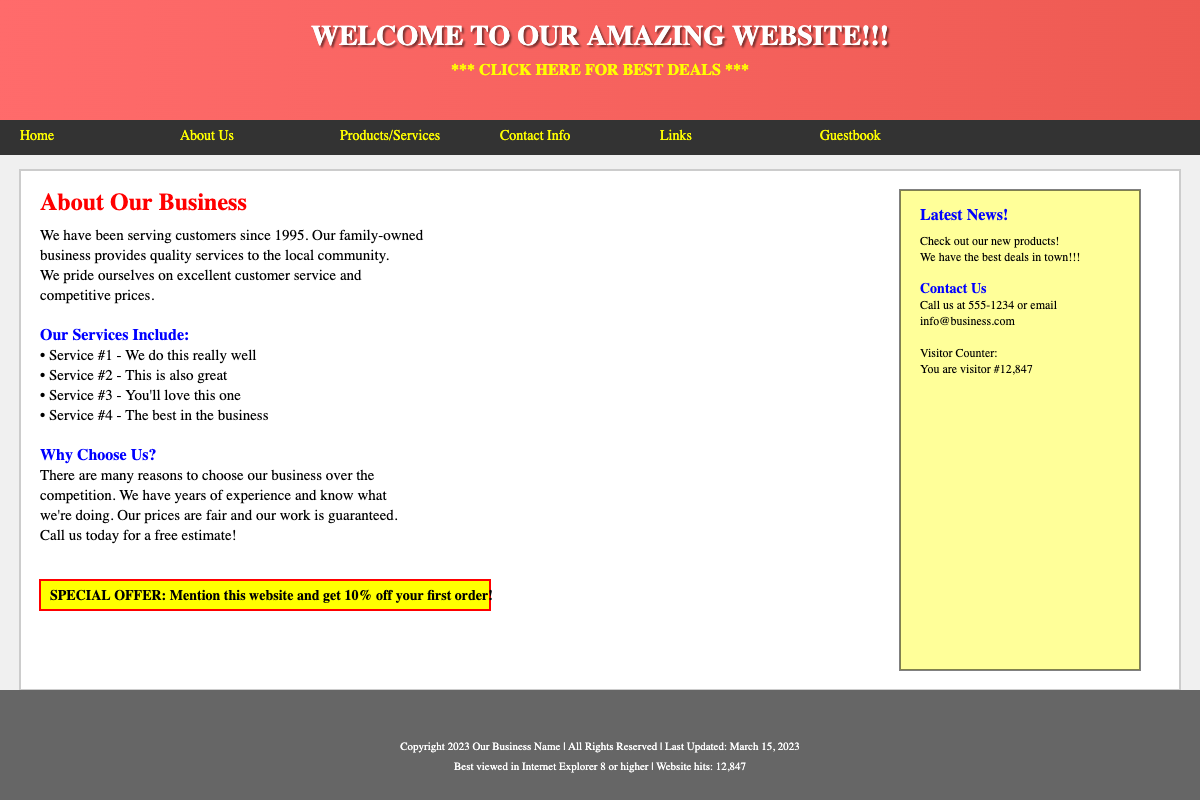 WELCOME TO OUR AMAZING WEBSITE!!!
*** CLICK HERE FOR BEST DEALS ***
Home About Us Products/Services Contact Info Links Guestbook
About Our Business
We have been serving customers since 1995. Our family-owned
business provides quality services to the local community.
We pride ourselves on excellent customer service and
competitive prices.
Our Services Include:
• Service #1 - We do this really well
• Service #2 - This is also great
• Service #3 - You'll love this one
• Service #4 - The best in the business
Why Choose Us?
There are many reasons to choose our business over the
competition. We have years of experience and know what
we're doing. Our prices are fair and our work is guaranteed.
Call us today for a free estimate!
SPECIAL OFFER: Mention this website and get 10% off your first order!
Latest News!
Check out our new products!
We have the best deals in town!!!
Contact Us
Call us at 555-1234 or email
info@business.com
Visitor Counter:
You are visitor #12,847
Copyright 2023 Our Business Name | All Rights Reserved | Last Updated: March 15, 2023
Best viewed in Internet Explorer 8 or higher | Website hits: 12,847